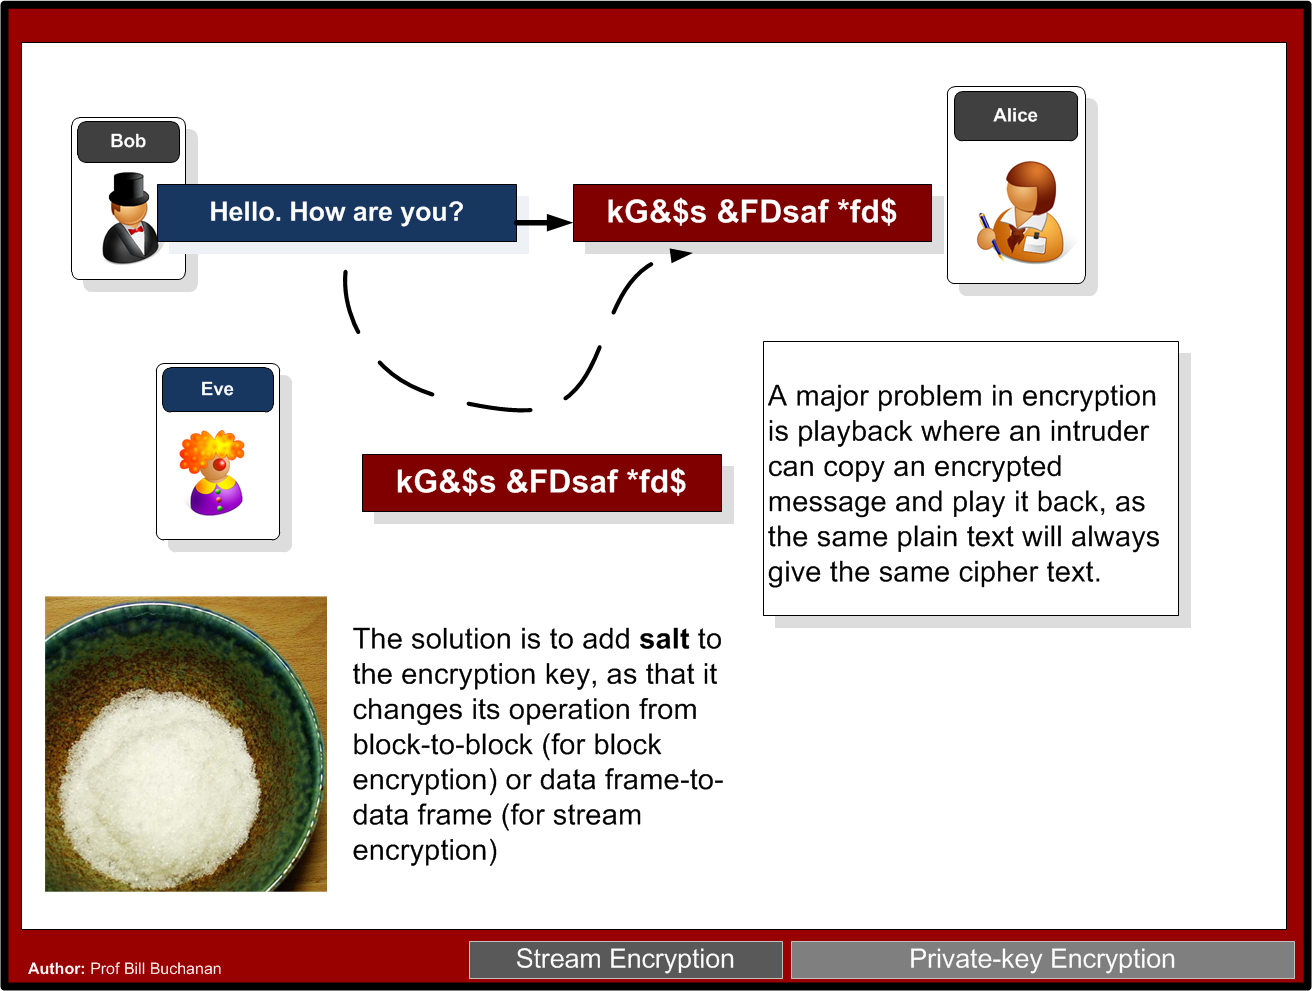 Bob
Alice
Hello. How are you?
kG&$s &FDsaf *fd$
Eve
kG&$s &FDsaf *fd$
A major problem in encryption
is playback where an intruder
can copy an encrypted
message and play it back, as
the same plain text will always
give the same cipher text.
The solution is to add salt to
the encryption key, as that it
changes its operation from
block-to-block (for block
encryption) or data frame-to-
data frame (for stream
encryption)
Author: Prof Bill Buchanan
Stream Encryption
Private-key Encryption